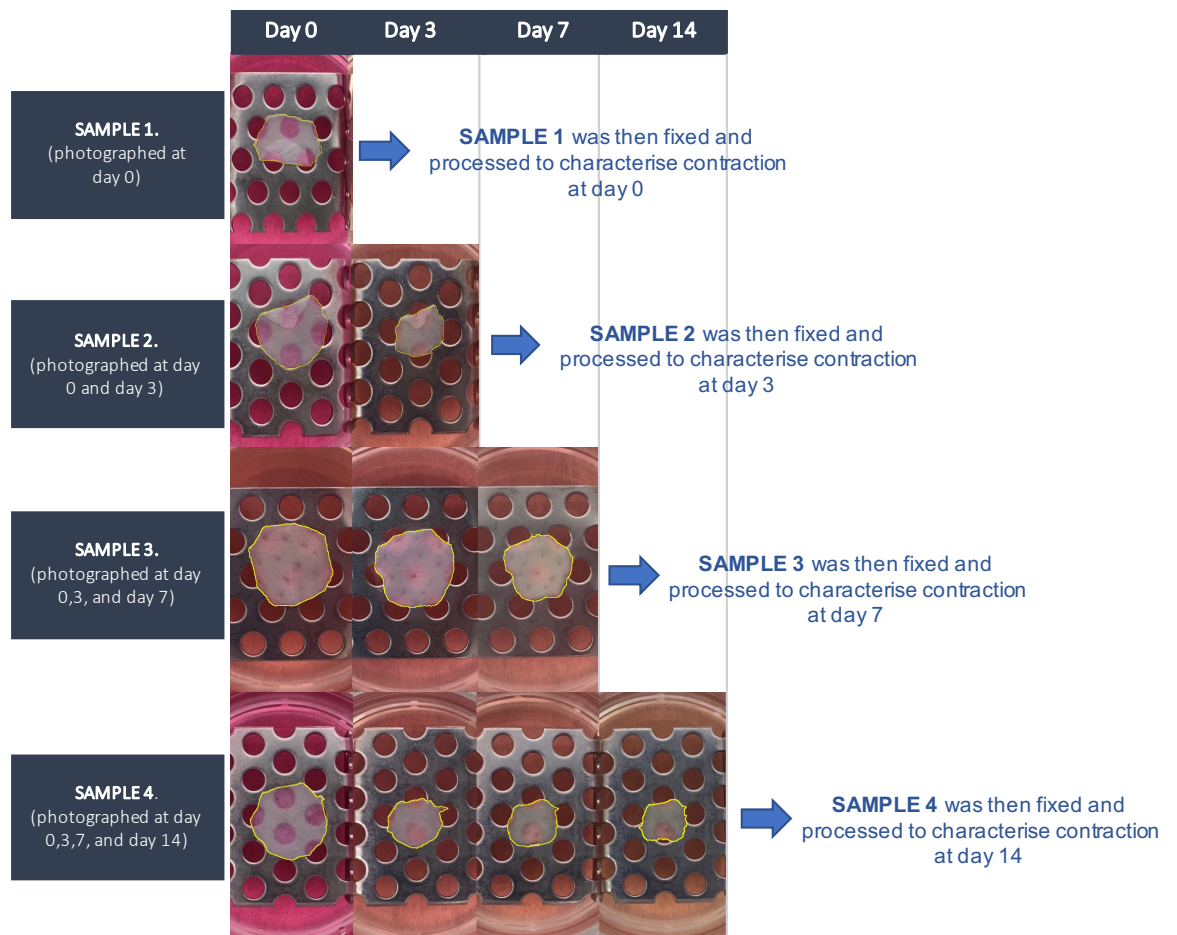 Day 0 Day 3 Day 7 Day 14
SAMPLE 1.
(photographed at
day 0)
SAMPLE 1 was then fixed and
processed to characterise contraction
at day 0
SAMPLE 2.
(photographed at day
0 and day 3)
SAMPLE 2 was then fixed and
processed to characterise contraction
at day 3
SAMPLE 3.
(photographed at day
0,3, and day 7)
SAMPLE 3 was then fixed and
processed to characterise contraction
at day 7
SAMPLE 4.
(photographed at day
0,3,7, and day 14)
SAMPLE 4 was then fixed and
processed to characterise contraction
at day 14